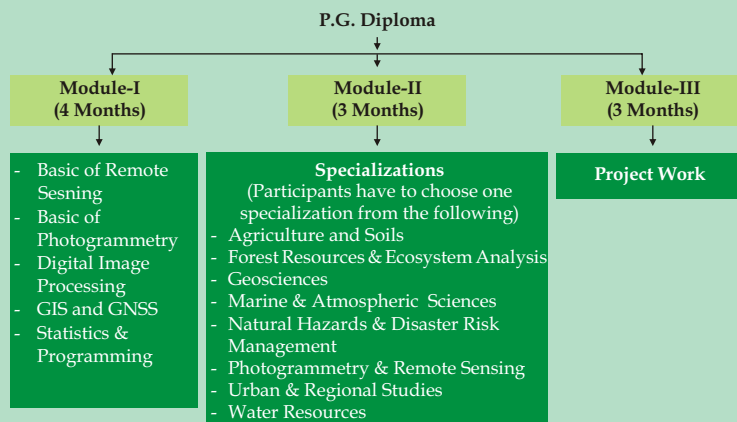 P.G. Diploma
Module-I
(4 Months)
Module-II
(3 Months)
Module-III
(3 Months)
- Basic of Remote
Sesning
- Basic of
Photogrammetry
- Digital Image
Processing
- GIS and GNSS
- Statistics &
Programming
Specializations
(Participants have to choose one
specialization from the following)
- Agriculture and Soils
- Forest Resources & Ecosystem Analysis
- Geosciences
- Marine & Atmospheric Sciences
- Natural Hazards & Disaster Risk
Management
- Photogrammetry & Remote Sensing
- Urban & Regional Studies
- Water Resources
Project Work